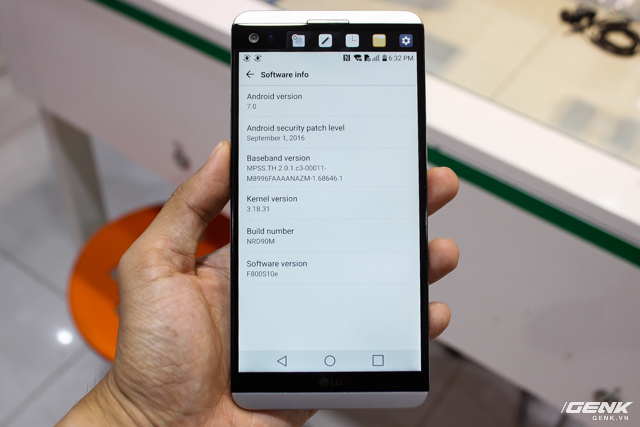 6:32 PM
Software info
Android version
7.0
Android security patch level
September 1, 2016
Baseband version
MPSS.TH.2.0.1.c3-00011-
M8996FAAAANAZM-1.68646.1
Kernel version
3.18.31
Build number
NRD90M
Software version
F800S10e
LG
GENK
GENK.VN